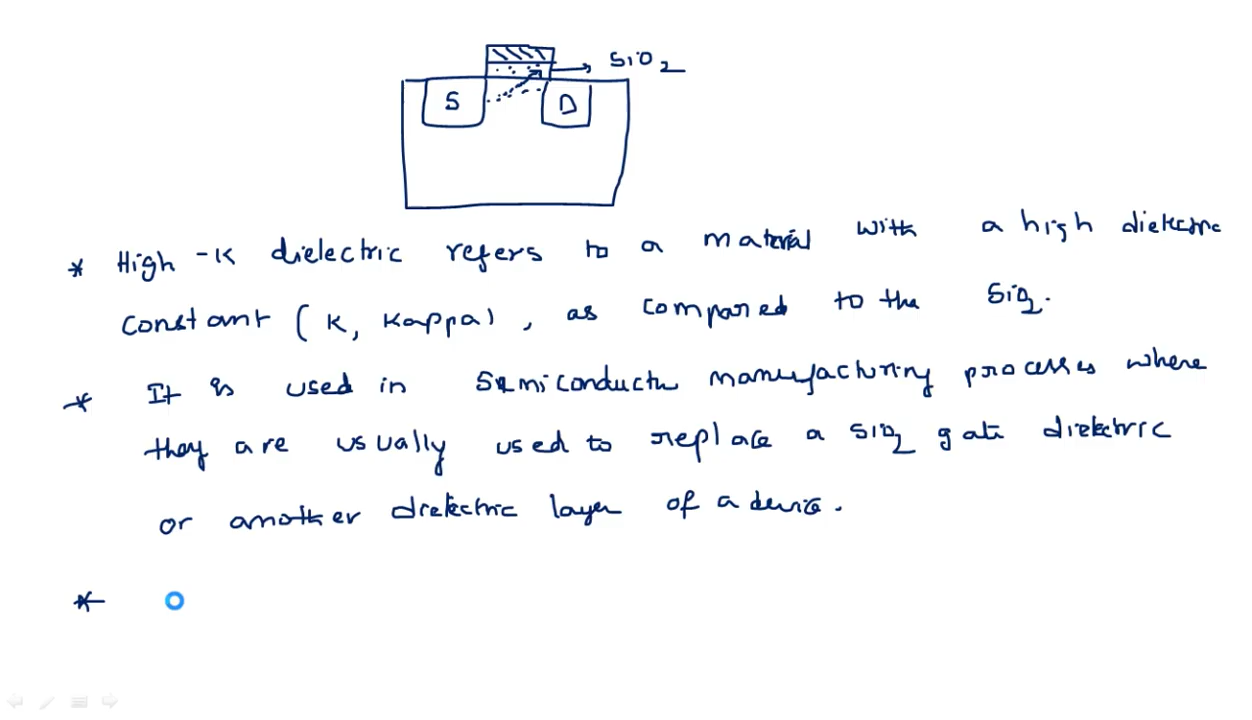 SiO2
S
D
* High-K dielectric refers to a material with a high dielectric
constant (K, Kappa), as compared to the SiO2.
* It is used in Semiconductor manufacturing processes where
they are usually used to replace a SiO2 gate dielectric
or another dielectric layer of a device.
*